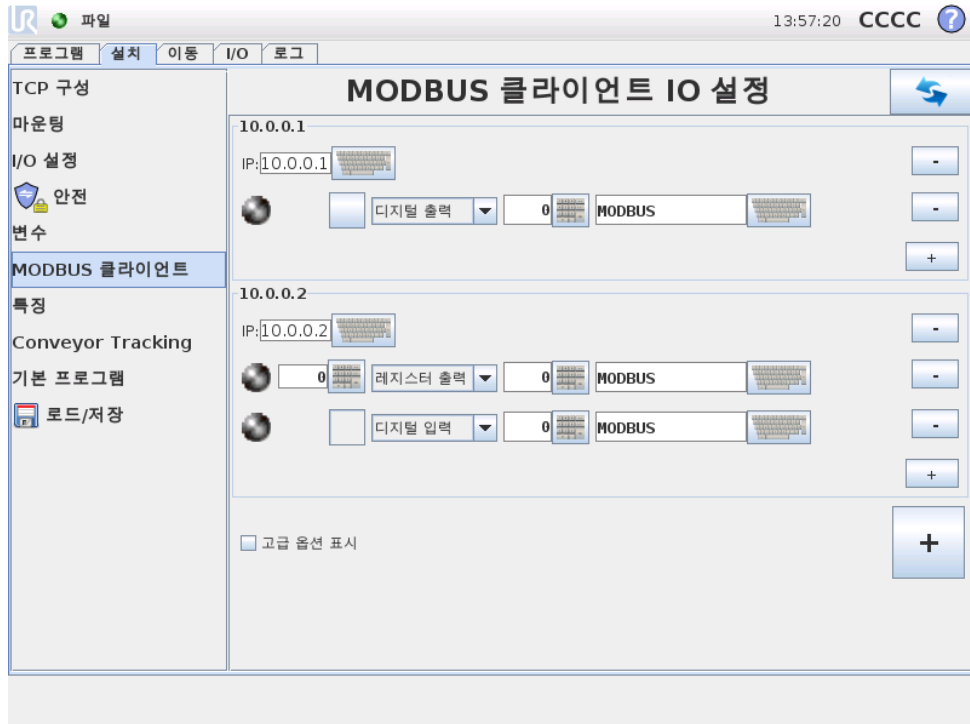 UR 파일 13:57:20 CCCC ?
프로그램 설치 이동 I/O 로그
TCP 구성
마운팅
I/O 설정
안전
변수
MODBUS 클라이언트
특징
Conveyor Tracking
기본 프로그램
로드/저장
MODBUS 클라이언트 IO 설정
10.0.0.1
IP: 10.0.0.1 -
디지털 출력 0 MODBUS -
+
10.0.0.2
IP: 10.0.0.2 -
0 레지스터 출력 0 MODBUS -
디지털 입력 0 MODBUS -
+
고급 옵션 표시 +